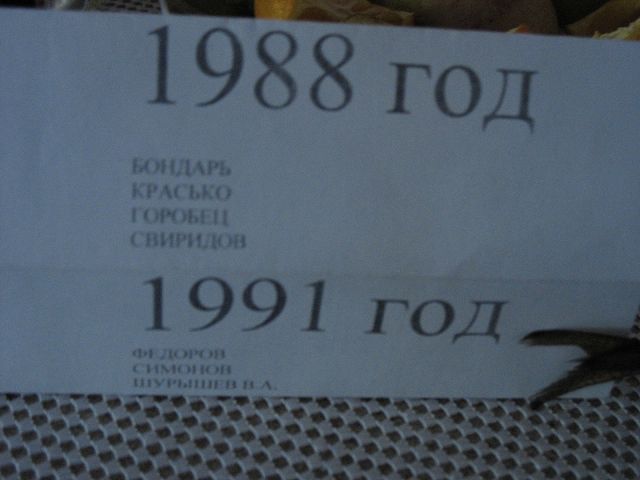 1988 год
БОНДАРЬ
КРАСЬКО
ГОРОБЕЦ
СВИРИДОВ
1991 год
ФЕДОРОВ
СИМОНОВ
ШУРЫШЕВ В.А.